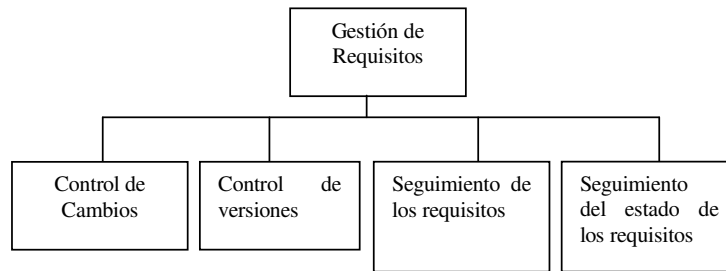 Gestión de
Requisitos
Control de
Cambios
Control de
versiones
Seguimiento de
los requisitos
Seguimiento
del estado de
los requisitos